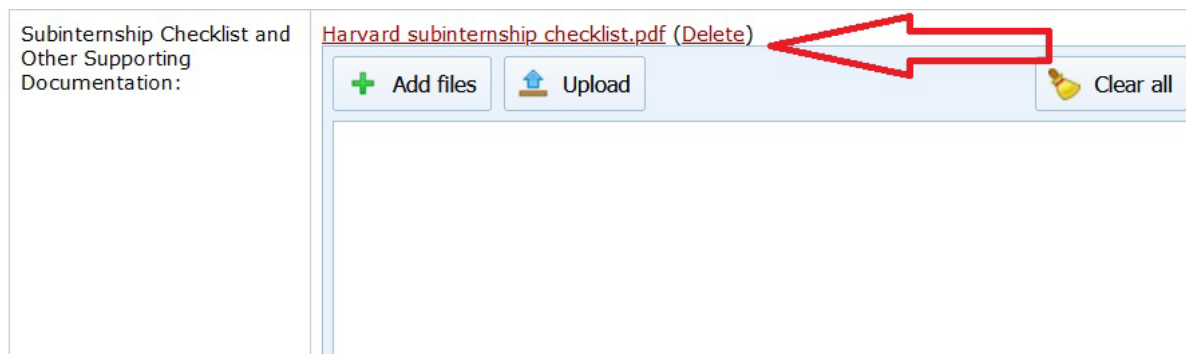 Subinternship Checklist and
Other Supporting
Documentation:
Harvard subinternship checklist.pdf (Delete)
Add files
Upload
Clear all